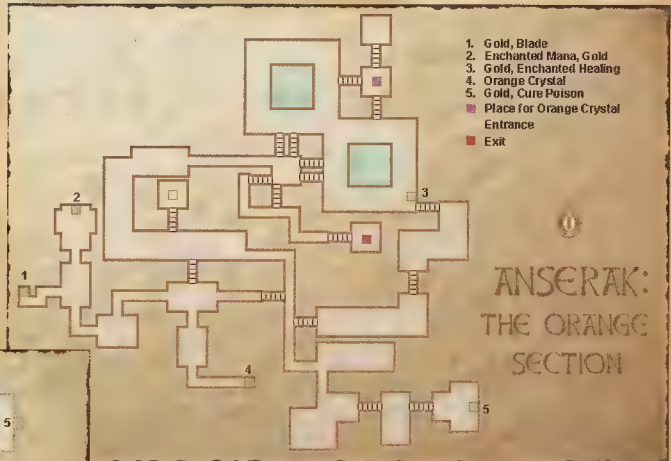 1. Gold, Blade
2. Enchanted Mana, Gold
3. Gold, Enchanted Healing
4. Orange Crystal
5. Gold, Cure Poison
Place for Orange Crystal
Entrance
Exit
2
3
1
ANSERAK:
THE ORANGE
SECTION
4
5
5